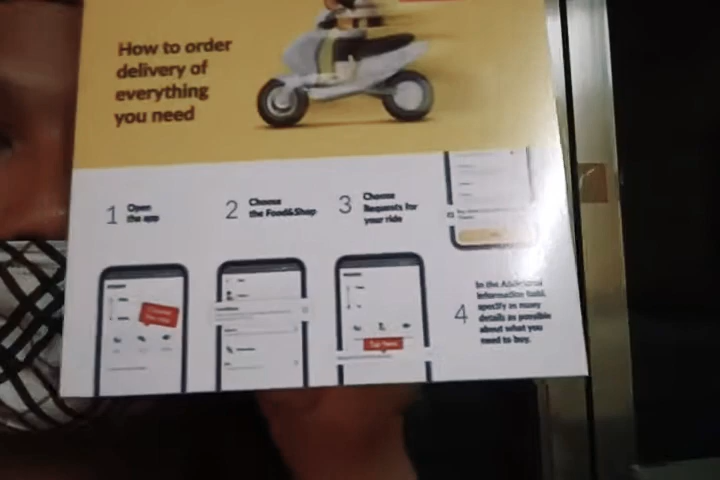 How to order
delivery of
everything
you need
1
Open
the app
2
Choose
the Food&Shop
3
Choose
Requests for
your ride
4
In the Additional
information field,
specify as many
details as possible
about what you
need to buy.
Tap here